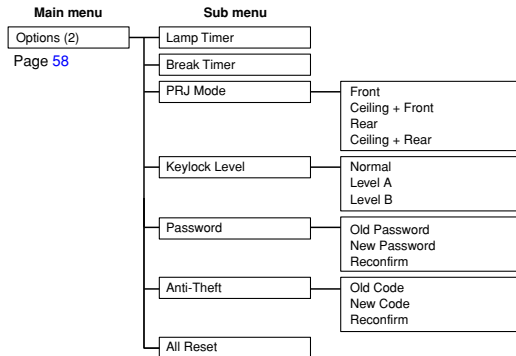 Main menu
Sub menu
Options (2)
Page 58
Lamp Timer
Break Timer
PRJ Mode
Front
Ceiling + Front
Rear
Ceiling + Rear
Keylock Level
Normal
Level A
Level B
Password
Old Password
New Password
Reconfirm
Anti-Theft
Old Code
New Code
Reconfirm
All Reset